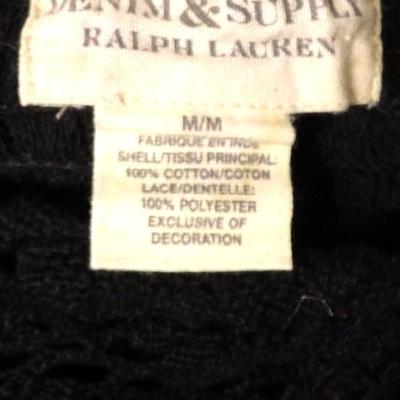 DENIM & SUPPLY
RALPH LAUREN
M/M
FABRIQUE EN INDE
SHELL/TISSU PRINCIPAL:
100% COTTON/COTON
LACE/DENTELLE:
100% POLYESTER
EXCLUSIVE OF
DECORATION